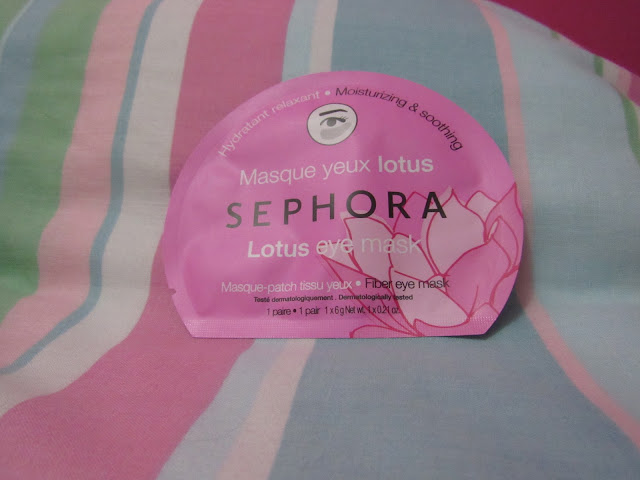 Hydratant relaxant • Moisturizing & soothing
Masque yeux lotus
SEPHORA
Lotus eye mask
Masque-patch tissu yeux • Fiber eye mask
Testé dermatologiquement . Dermatologically tested
1 paire • 1 pair 1 x 6 g Net wt. 1 x 0.21 oz.